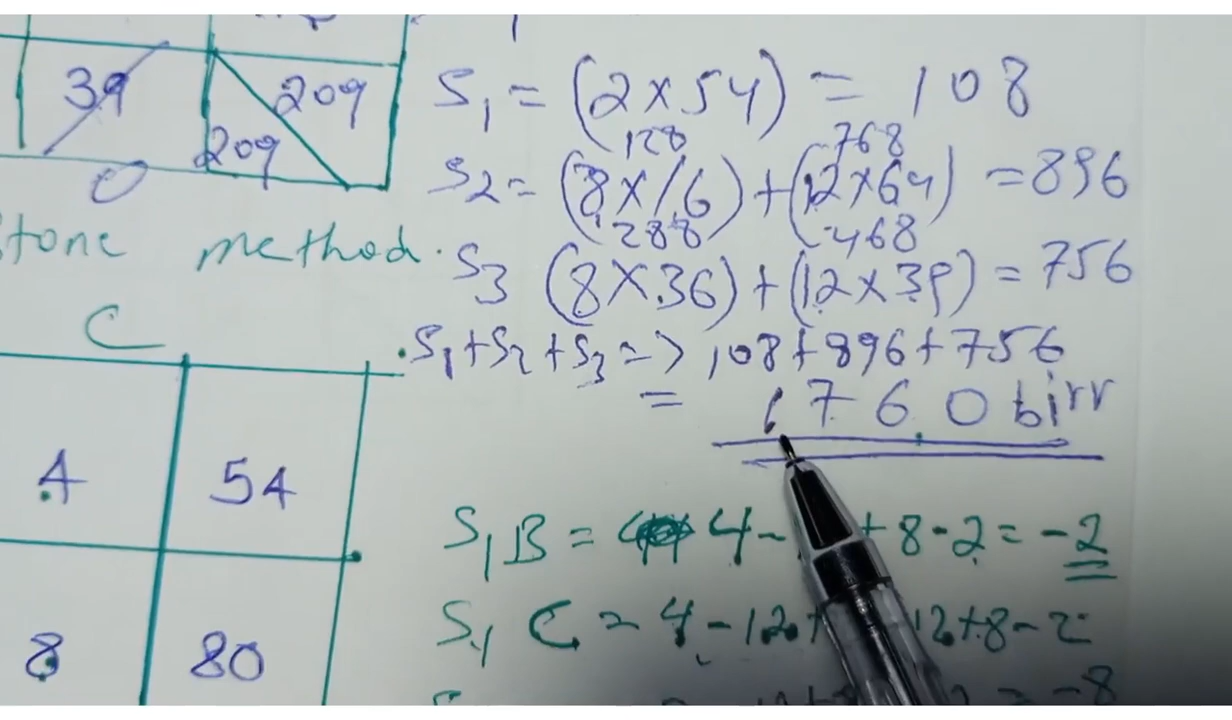 39 209
209
0
S1 = (2×54) = 108
128 768
S2 = (8×16)+(12×64) =896
288 468
S3 (8×36)+(12×39)=756
S1+S2+S3=> 108+896+756
= 1760 birr
tone method.
C
4 54
8 80
S1B = 4- +8-2=-2
S1 C = 4-12+ 12+8-2
=-8